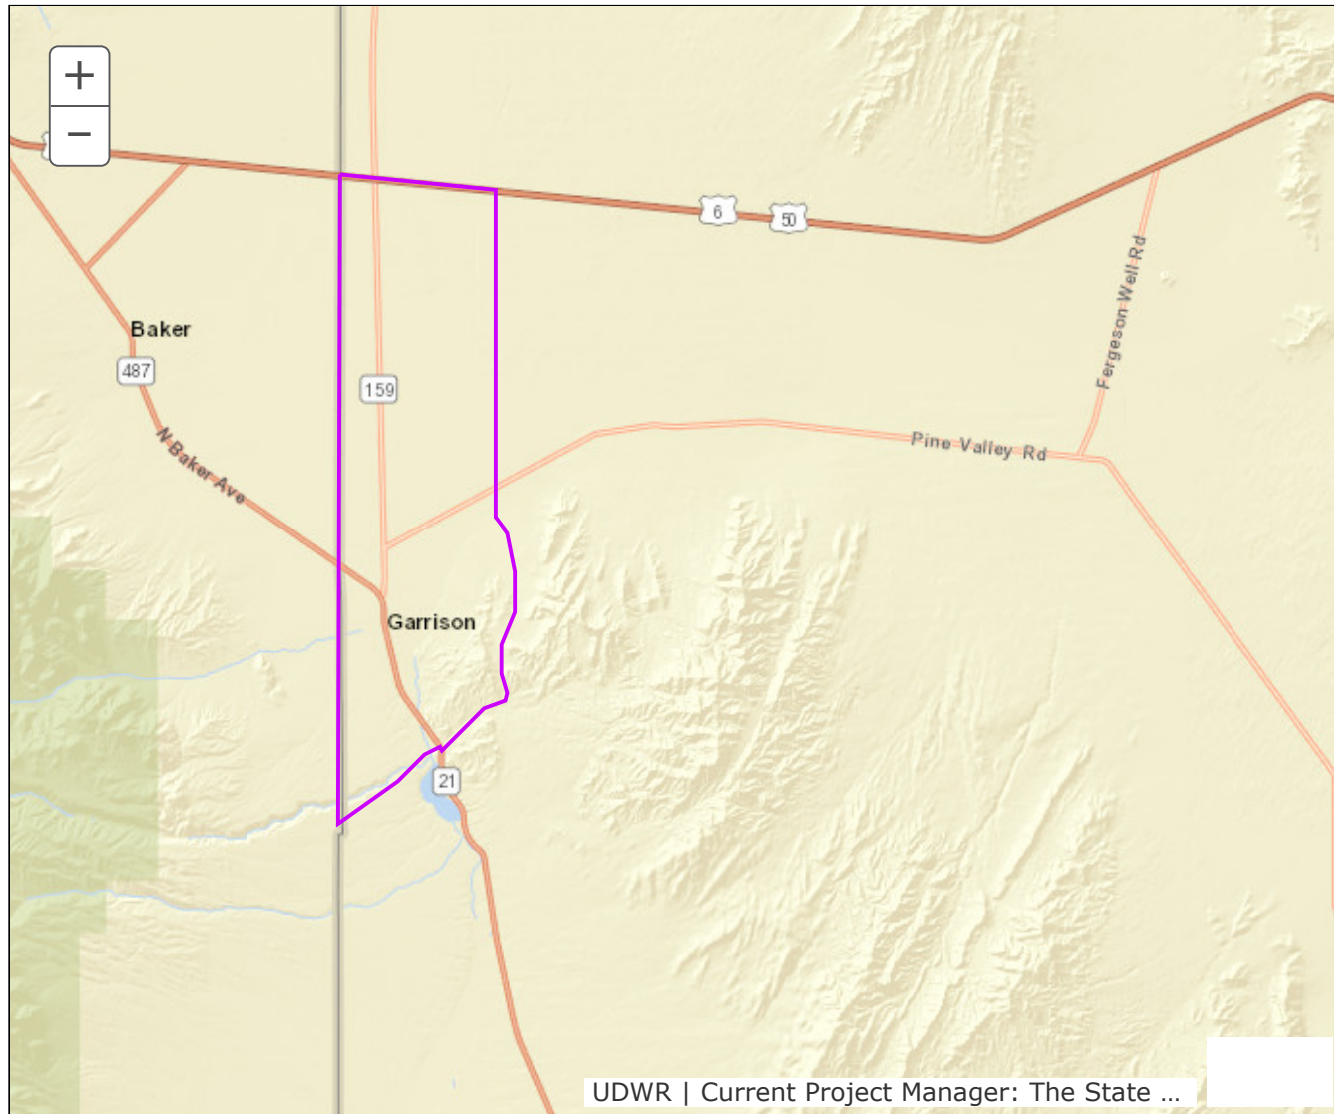 +
−
6
50
Fergeson Well Rd
Baker
487
159
N Baker Ave
Pine Valley Rd
Garrison
21
UDWR | Current Project Manager: The State ...